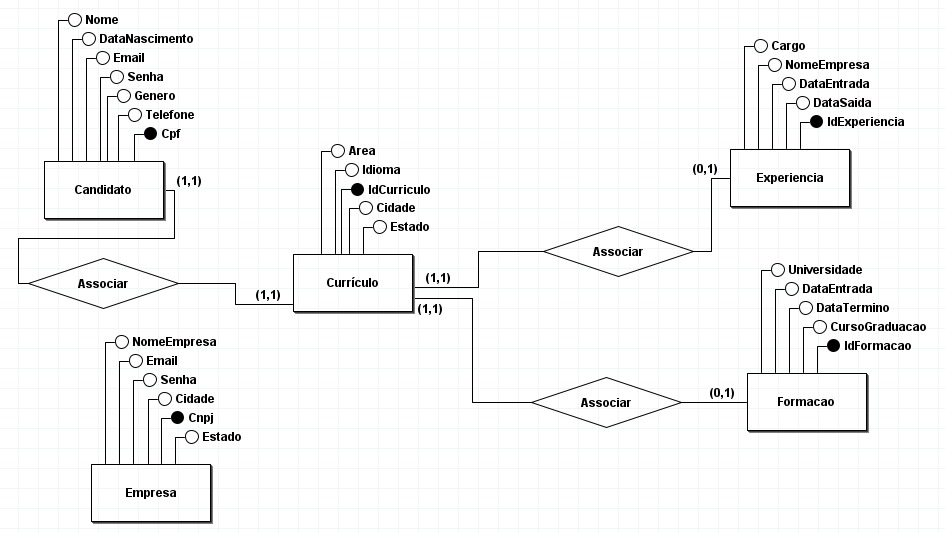 Nome
DataNascimento
Email
Senha
Genero
Telefone
Cpf
Candidato
(1,1)
Associar
(1,1)
Area
Idioma
IdCurriculo
Cidade
Estado
Currículo
(1,1)
(1,1)
Associar
(0,1)
Cargo
NomeEmpresa
DataEntrada
DataSaida
IdExperiencia
Experiencia
Associar
(0,1)
Universidade
DataEntrada
DataTermino
CursoGraduacao
IdFormacao
Formacao
NomeEmpresa
Email
Senha
Cidade
Cnpj
Estado
Empresa